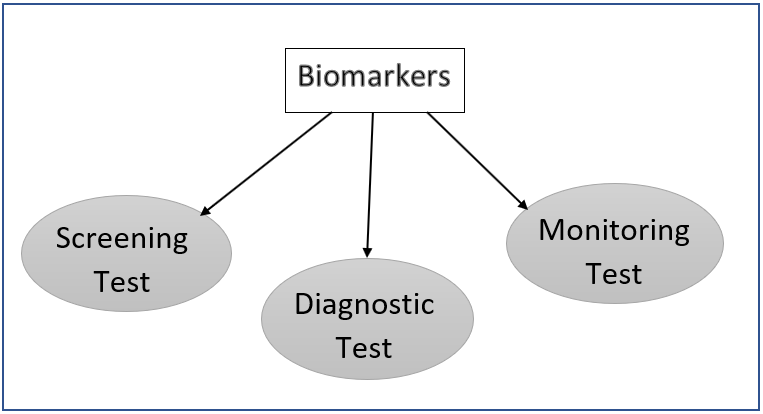 Biomarkers
Screening
Test
Diagnostic
Test
Monitoring
Test